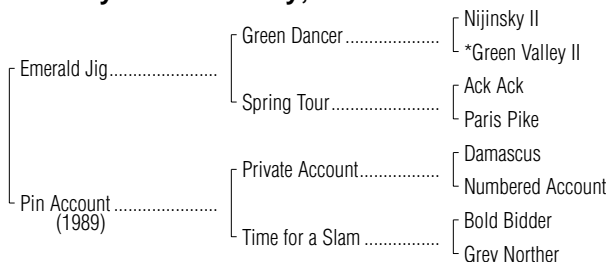 Nijinsky II
Green Dancer
*Green Valley II
Emerald Jig
Ack Ack
Spring Tour
Paris Pike
Damascus
Private Account
Numbered Account
Pin Account
(1989)
Bold Bidder
Time for a Slam
Grey Norther